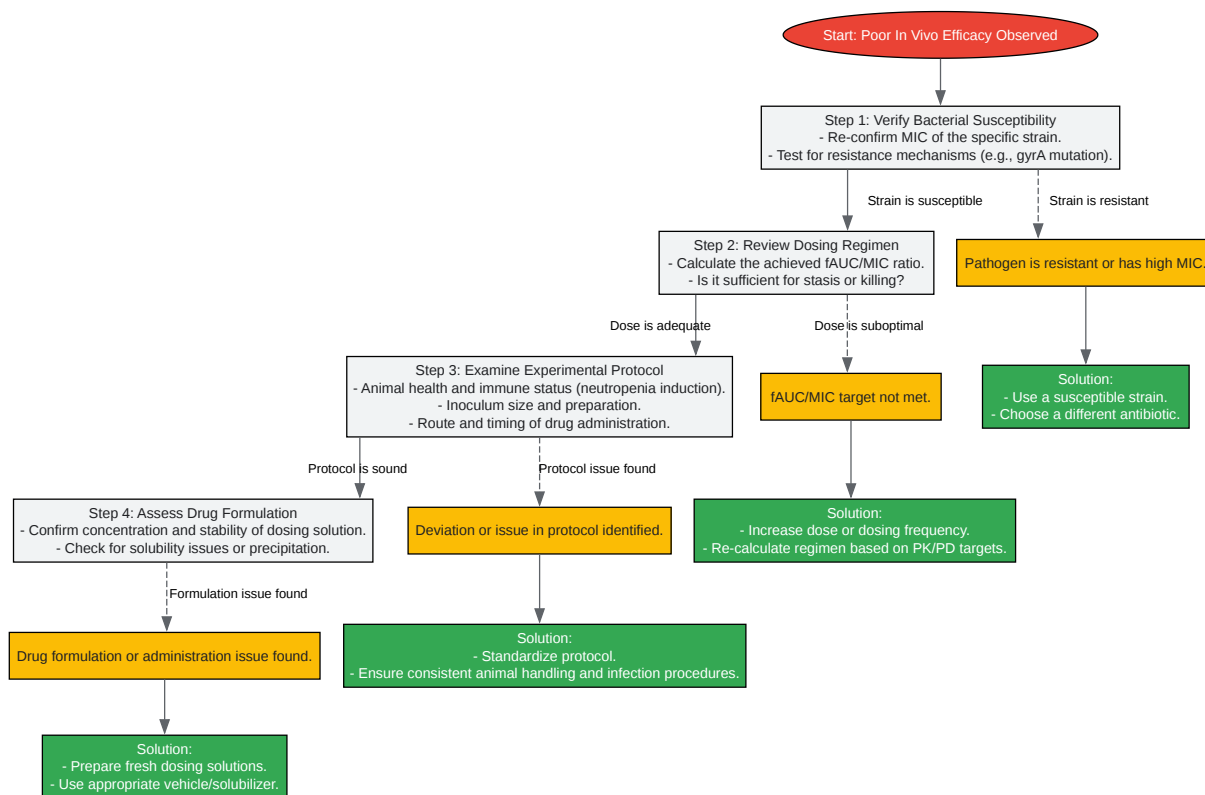 Start: Poor In Vivo Efficacy Observed
Step 1: Verify Bacterial Susceptibility
- Re-confirm MIC of the specific strain.
- Test for resistance mechanisms (e.g., gyrA mutation).
Strain is susceptible
Strain is resistant
Step 2: Review Dosing Regimen
- Calculate the achieved fAUC/MIC ratio.
- Is it sufficient for stasis or killing?
Pathogen is resistant or has high MIC.
Dose is adequate
Dose is suboptimal
Step 3: Examine Experimental Protocol
- Animal health and immune status (neutropenia induction).
- Inoculum size and preparation.
- Route and timing of drug administration.
fAUC/MIC target not met.
Solution:
- Use a susceptible strain.
- Choose a different antibiotic.
Protocol is sound
Protocol issue found
Step 4: Assess Drug Formulation
- Confirm concentration and stability of dosing solution.
- Check for solubility issues or precipitation.
Deviation or issue in protocol identified.
Solution:
- Increase dose or dosing frequency.
- Re-calculate regimen based on PK/PD targets.
Formulation issue found
Drug formulation or administration issue found.
Solution:
- Standardize protocol.
- Ensure consistent animal handling and infection procedures.
Solution:
- Prepare fresh dosing solutions.
- Use appropriate vehicle/solubilizer.